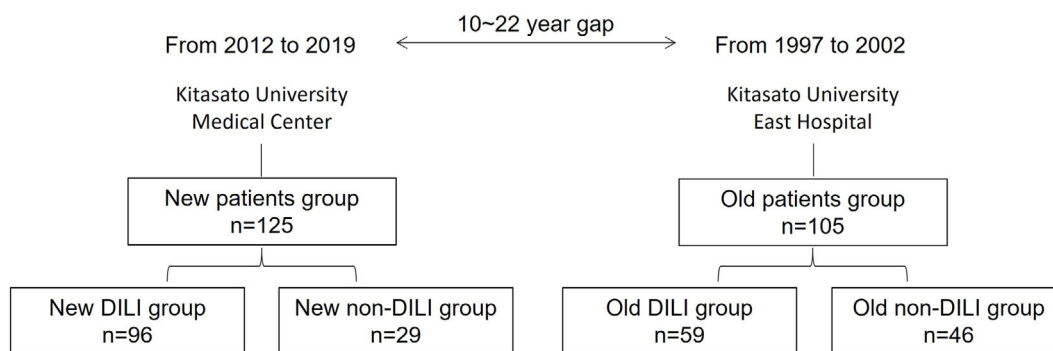 10~22 year gap
From 2012 to 2019
From 1997 to 2002
Kitasato University
Medical Center
Kitasato University
East Hospital
New patients group
n=125
Old patients group
n=105
New DILI group
n=96
New non-DILI group
n=29
Old DILI group
n=59
Old non-DILI group
n=46